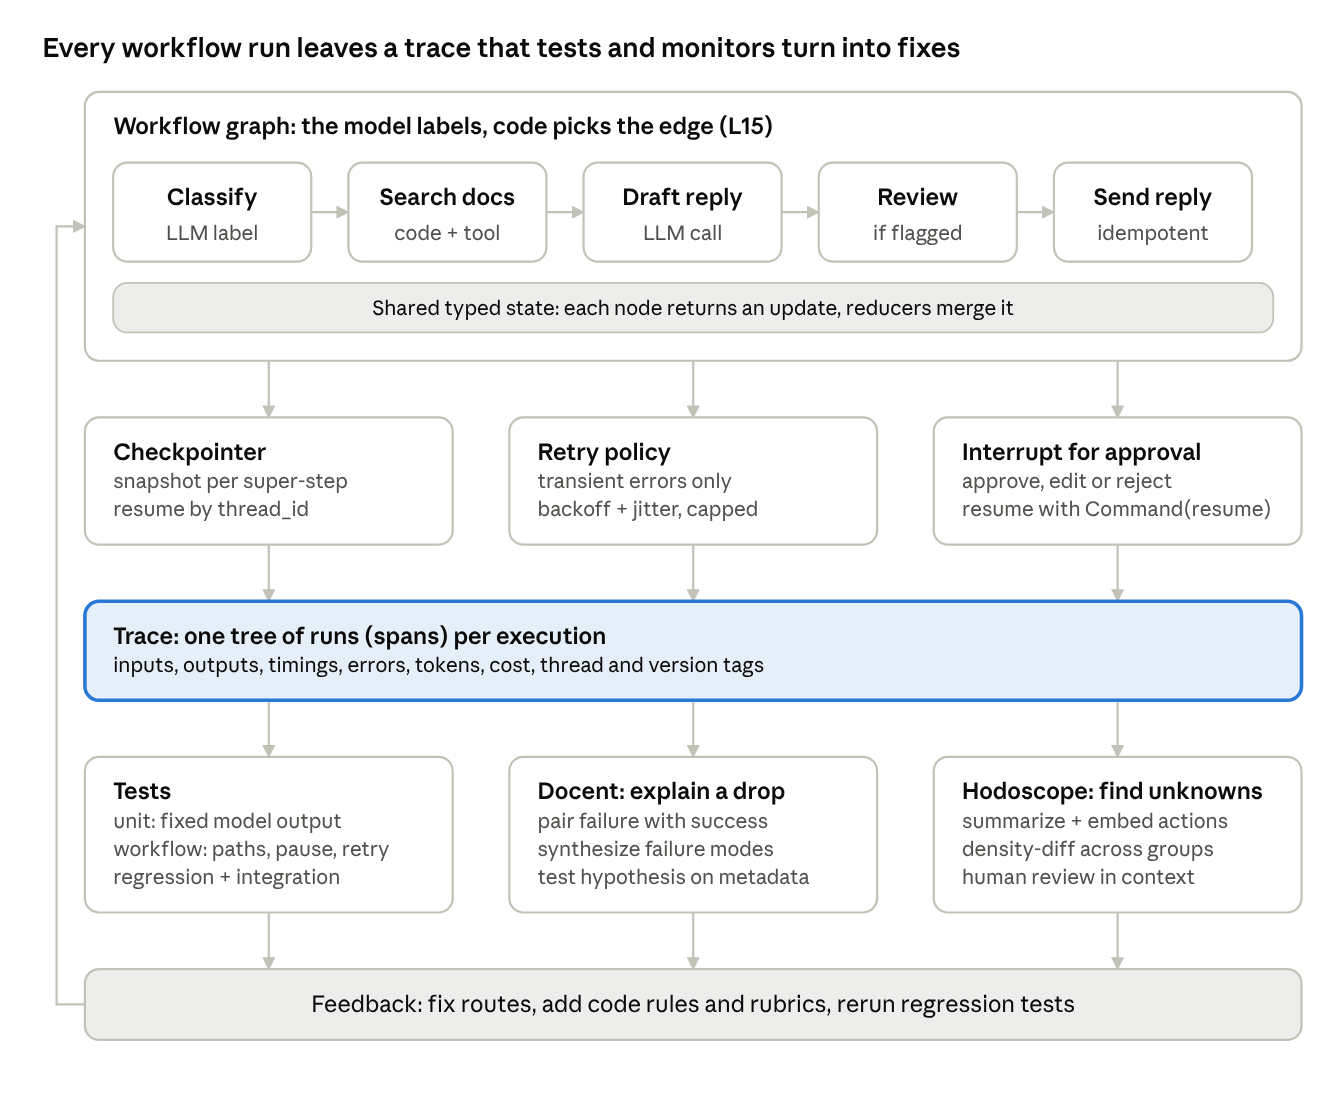 Every workflow run leaves a trace that tests and monitors turn into fixes
Workflow graph: the model labels, code picks the edge (L15)
Classify
LLM label
Search docs
code + tool
Draft reply
LLM call
Review
if flagged
Send reply
idempotent
Shared typed state: each node returns an update, reducers merge it
Checkpointer
snapshot per super-step
resume by thread_id
Retry policy
transient errors only
backoff + jitter, capped
Interrupt for approval
approve, edit or reject
resume with Command(resume)
Trace: one tree of runs (spans) per execution
inputs, outputs, timings, errors, tokens, cost, thread and version tags
Tests
unit: fixed model output
workflow: paths, pause, retry
regression + integration
Docent: explain a drop
pair failure with success
synthesize failure modes
test hypothesis on metadata
Hodoscope: find unknowns
summarize + embed actions
density-diff across groups
human review in context
Feedback: fix routes, add code rules and rubrics, rerun regression tests